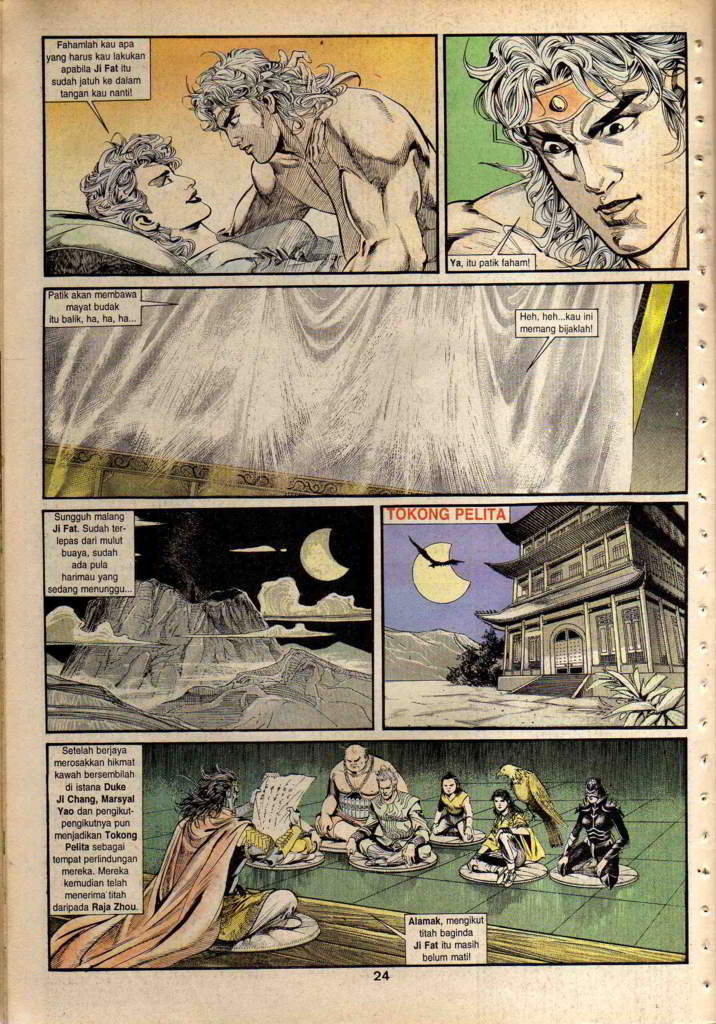 Fahamlah kau apa
yang harus kau lakukan
apabila Ji Fat itu
sudah jatuh ke dalam
tangan kau nanti!
Ya, itu patik faham!
Patik akan membawa
mayat budak
itu balik, ha, ha, ha...
Heh, heh...kau ini
memang bijaklah!
Sungguh malang
Ji Fat. Sudah ter-
lepas dari mulut
buaya, sudah
ada pula
harimau yang
sedang menunggu...
TOKONG PELITA
Setelah berjaya
merosakkan hikmat
kawah bersembilah
di istana Duke
Ji Chang, Marsyal
Yao dan pengikut-
pengikutnya pun
menjadikan Tokong
Pelita sebagai
tempat perlindungan
mereka. Mereka
kemudian telah
menerima titah
daripada Raja Zhou.
Alamak, mengikut
titah baginda
Ji Fat itu masih
belum mati!
24